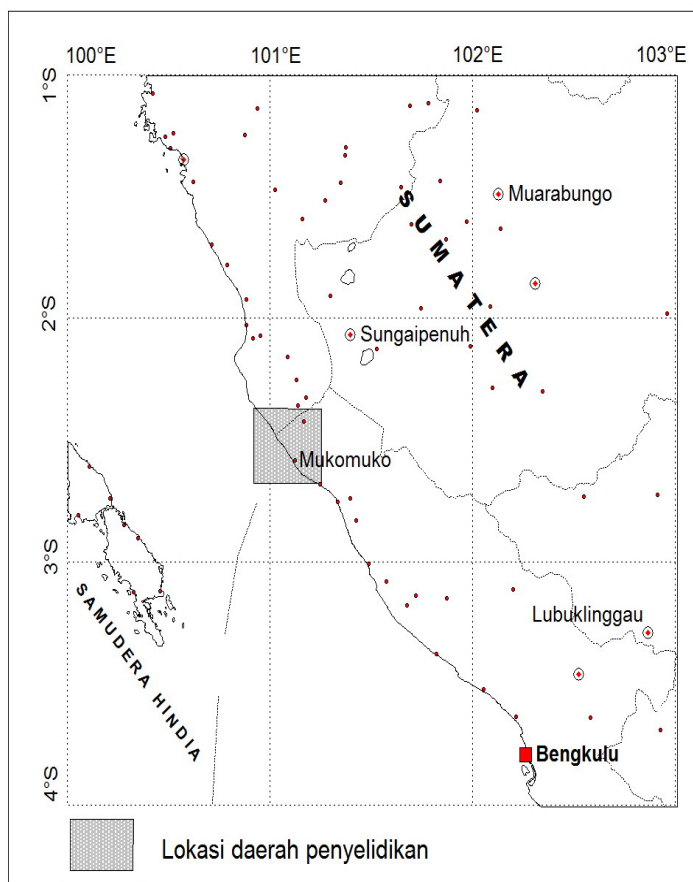 100°E 101°E 102°E 103°E
1°S
2°S
3°S
4°S
SUMATERA
Muarabungo
Sungaipenuh
Mukomuko
SAMUDERA HINDIA
Lubuklinggau
Bengkulu
Lokasi daerah penyelidikan